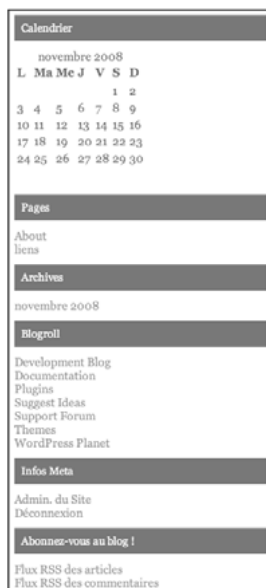 Calendrier
novembre 2008
L Ma Me J V S D
1 2
3 4 5 6 7 8 9
10 11 12 13 14 15 16
17 18 19 20 21 22 23
24 25 26 27 28 29 30
Pages
About
liens
Archives
novembre 2008
Blogroll
Development Blog
Documentation
Plugins
Suggest Ideas
Support Forum
Themes
WordPress Planet
Infos Meta
Admin. du Site
Déconnexion
Abonnez-vous au blog !
Flux RSS des articles
Flux RSS des commentaires